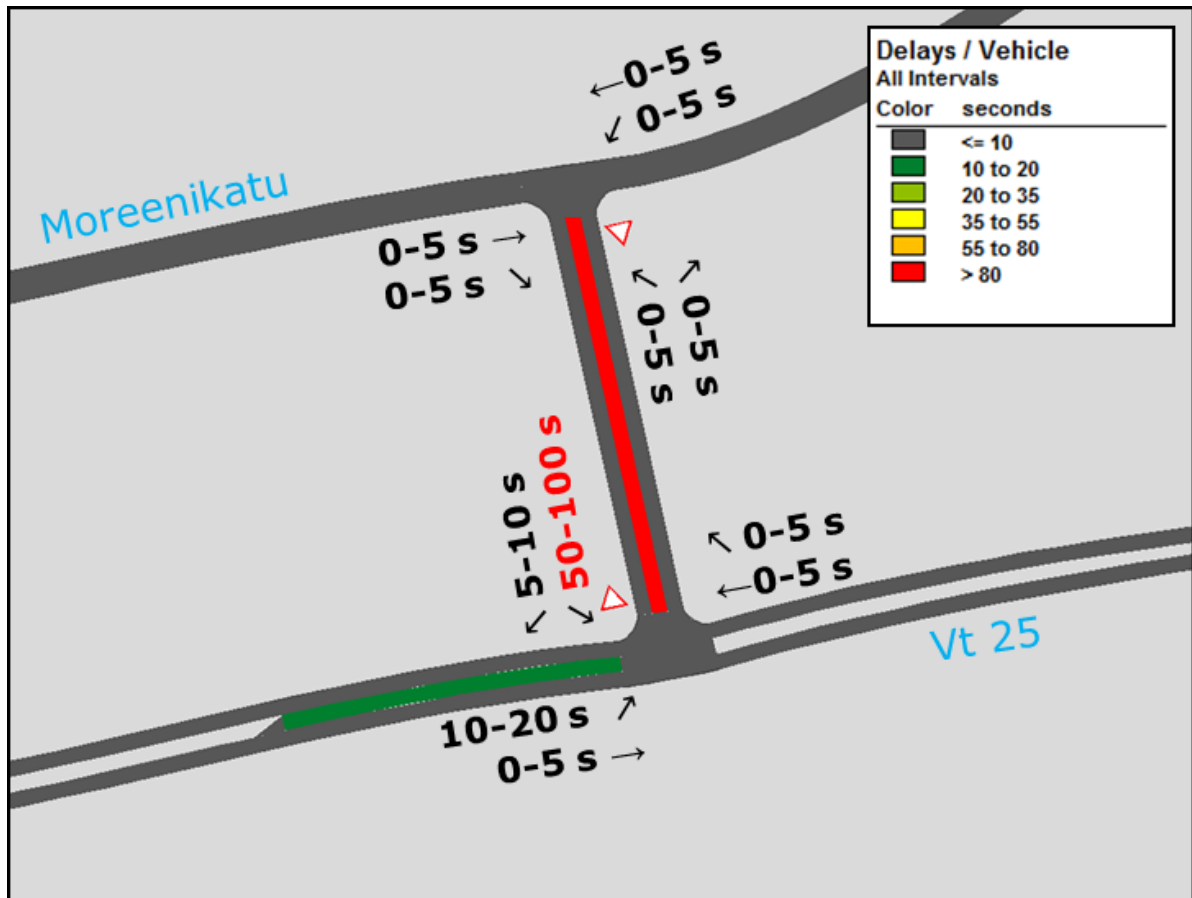 ←0-5 s
↙ 0-5 s
Moreenikatu
0-5 s →
0-5 s ↘
↖ 0-5 s
↗ 0-5 s
↙ 5-10 s
↘ 50-100 s
↖ 0-5 s
←0-5 s
Vt 25
10-20 s ↗
0-5 s →
Delays / Vehicle
All Intervals
Color seconds
<= 10
10 to 20
20 to 35
35 to 55
55 to 80
> 80